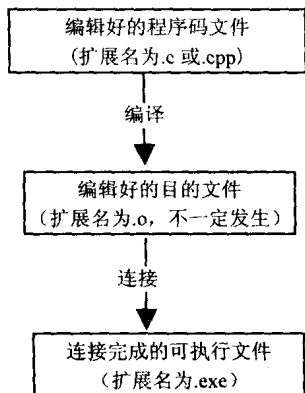 编辑好的程序码文件
(扩展名为.c 或.cpp)
编译
编辑好的目的文件
（扩展名为.o，不一定发生）
连接
连接完成的可执行文件
（扩展名为.exe）